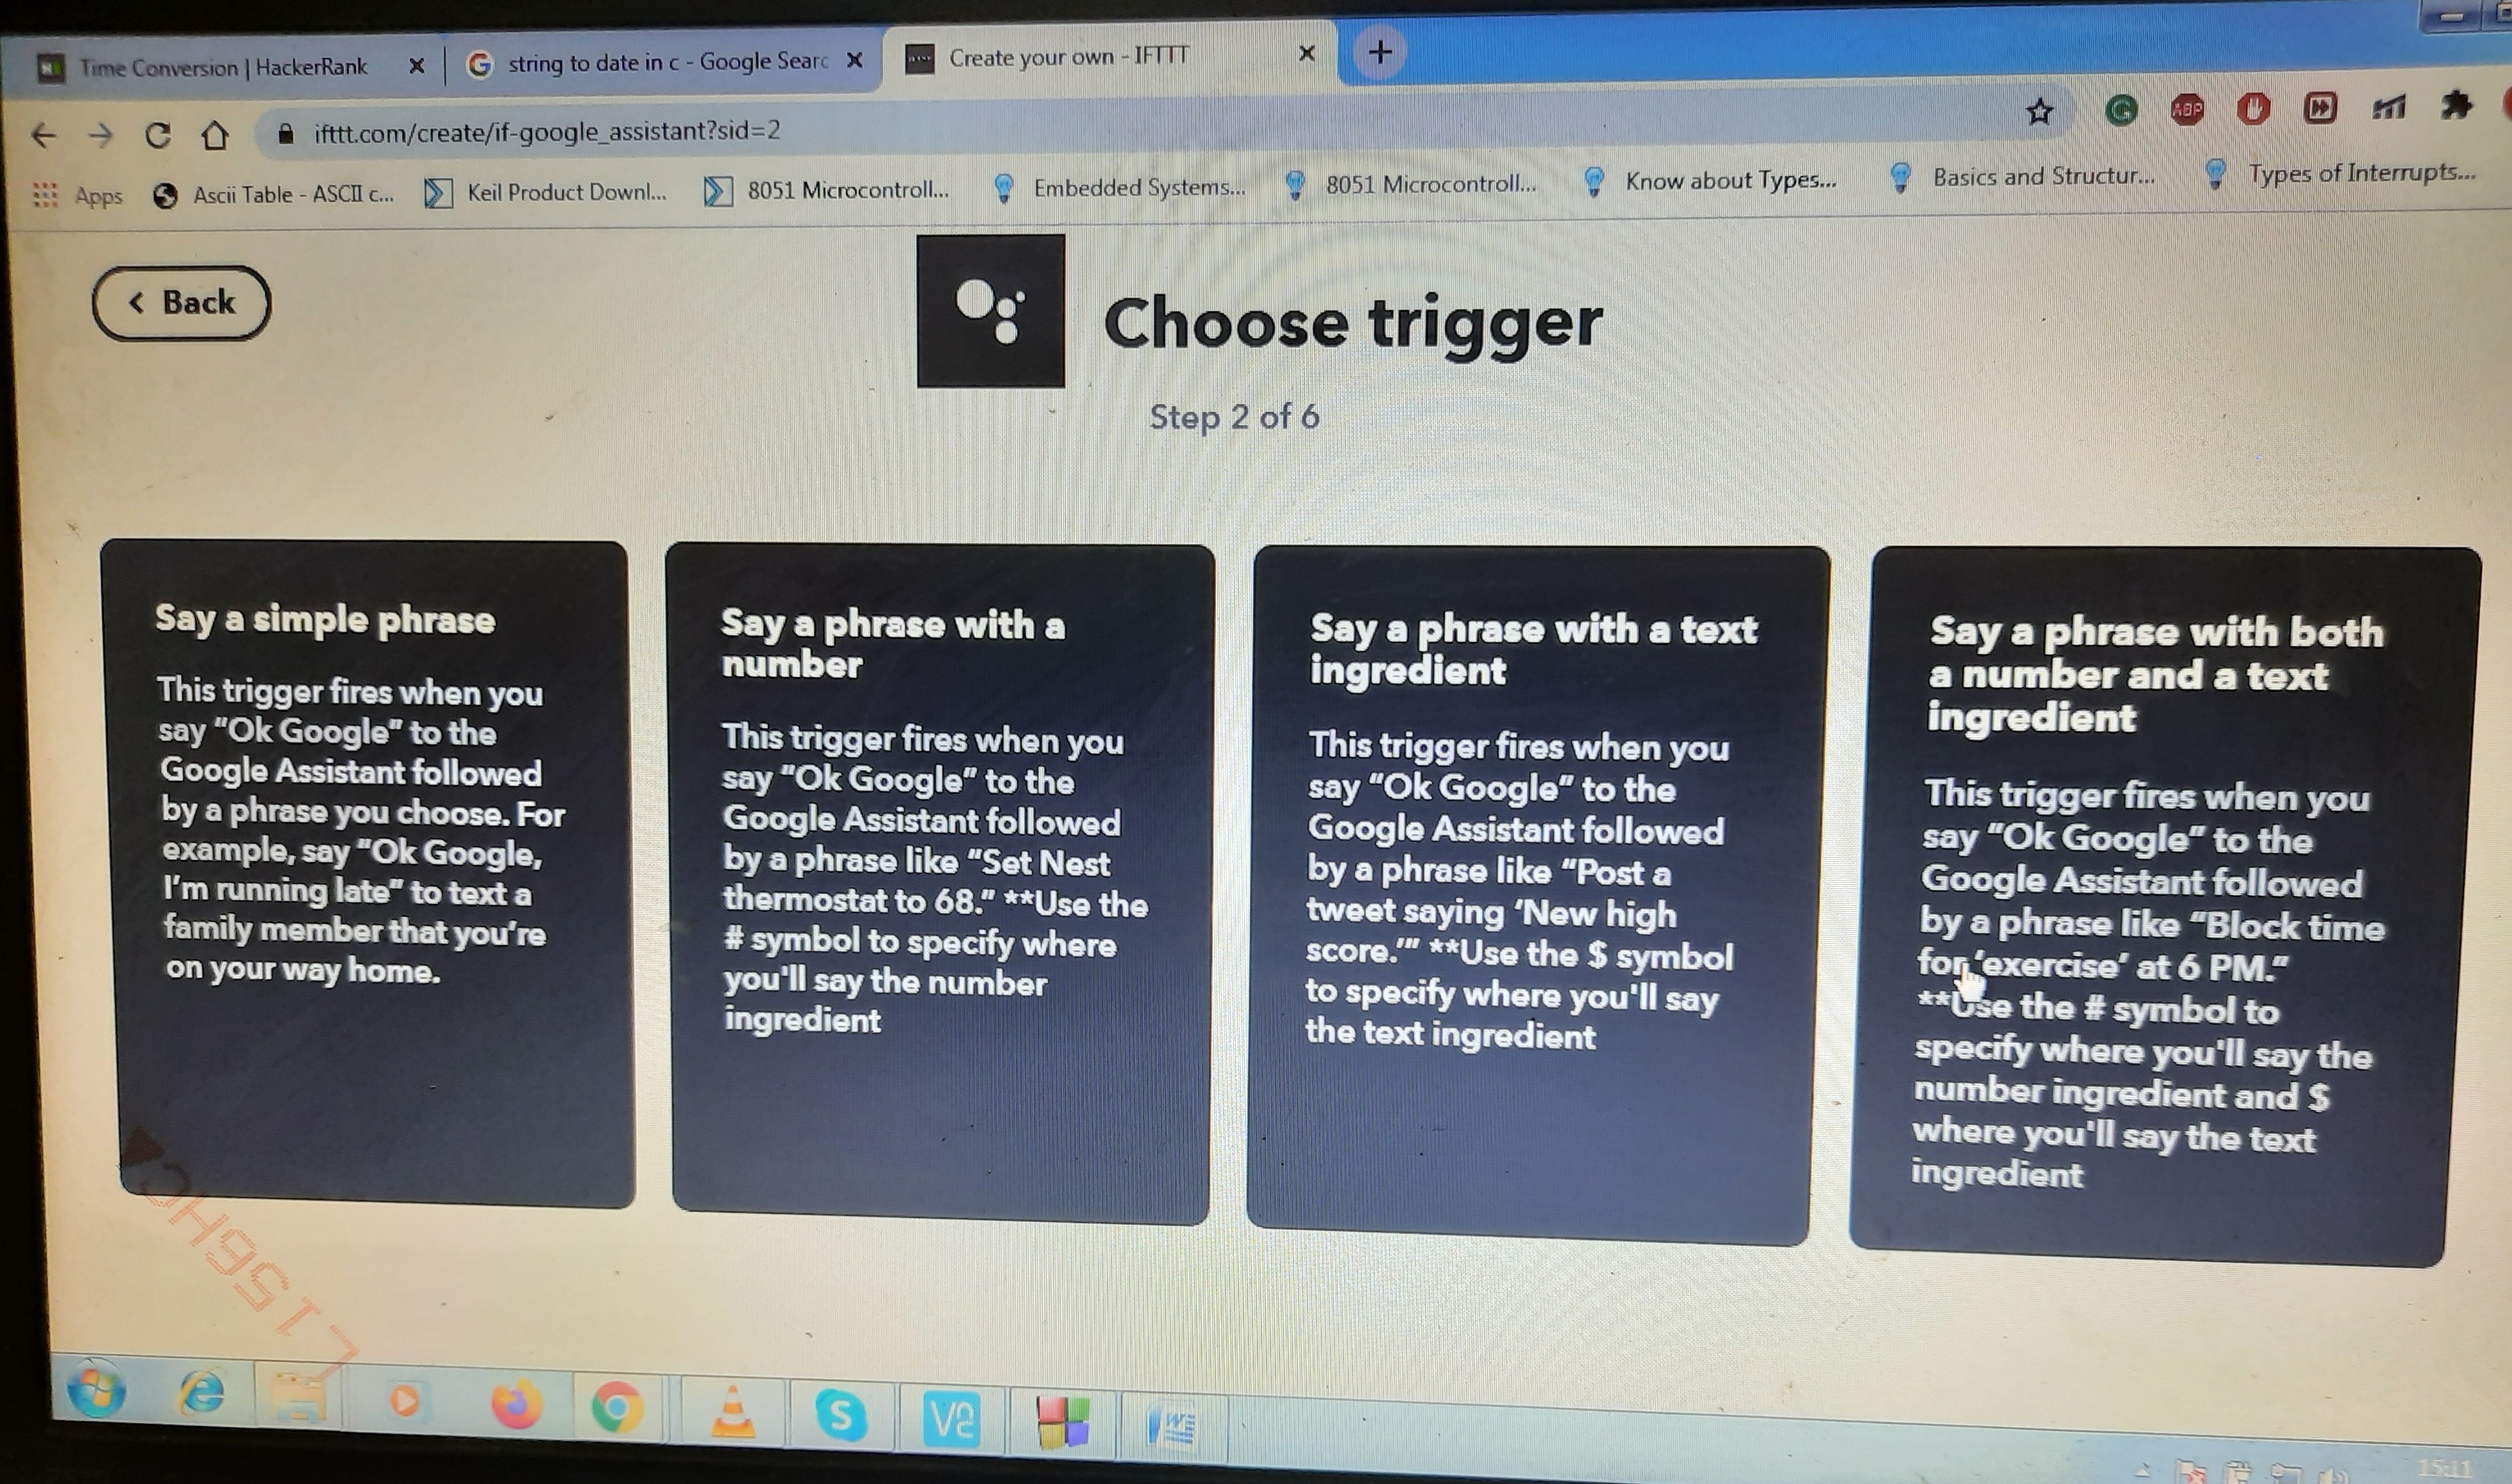 Time Conversion | HackerRank
string to date in c - Google Searc
Create your own - IFTTT
ifttt.com/create/if-google_assistant?sid=2
ABP
Apps
Ascii Table - ASCII c...
Keil Product Downl...
8051 Microcontroll...
Embedded Systems...
8051 Microcontroll...
Know about Types...
Basics and Structur...
Types of Interrupts...
< Back
Choose trigger
Step 2 of 6
Say a simple phrase
This trigger fires when you
say "Ok Google" to the
Google Assistant followed
by a phrase you choose. For
example, say "Ok Google,
I'm running late" to text a
family member that you're
on your way home.
Say a phrase with a
number
This trigger fires when you
say "Ok Google" to the
Google Assistant followed
by a phrase like "Set Nest
thermostat to 68." **Use the
# symbol to specify where
you'll say the number
ingredient
Say a phrase with a text
ingredient
This trigger fires when you
say "Ok Google" to the
Google Assistant followed
by a phrase like "Post a
tweet saying 'New high
score.'" **Use the $ symbol
to specify where you'll say
the text ingredient
Say a phrase with both
a number and a text
ingredient
This trigger fires when you
say "Ok Google" to the
Google Assistant followed
by a phrase like "Block time
for 'exercise' at 6 PM."
**Use the # symbol to
specify where you'll say the
number ingredient and $
where you'll say the text
ingredient
L156HC
S
V2
15:11